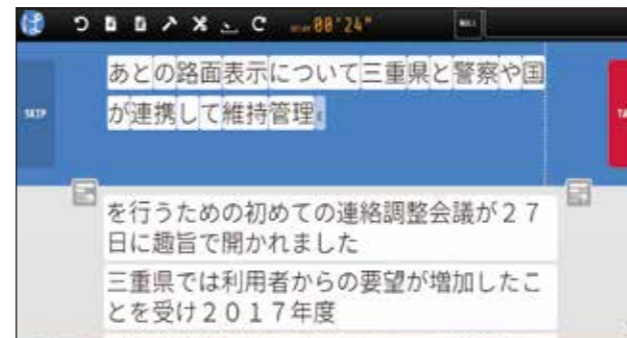 は
00'24"
SKIP
あとの路面表示について三重県と警察や国
が連携して維持管理
を行うための初めての連絡調整会議が27
日に趣旨で開かれました
三重県では利用者からの要望が増加したこ
とを受け2017年度